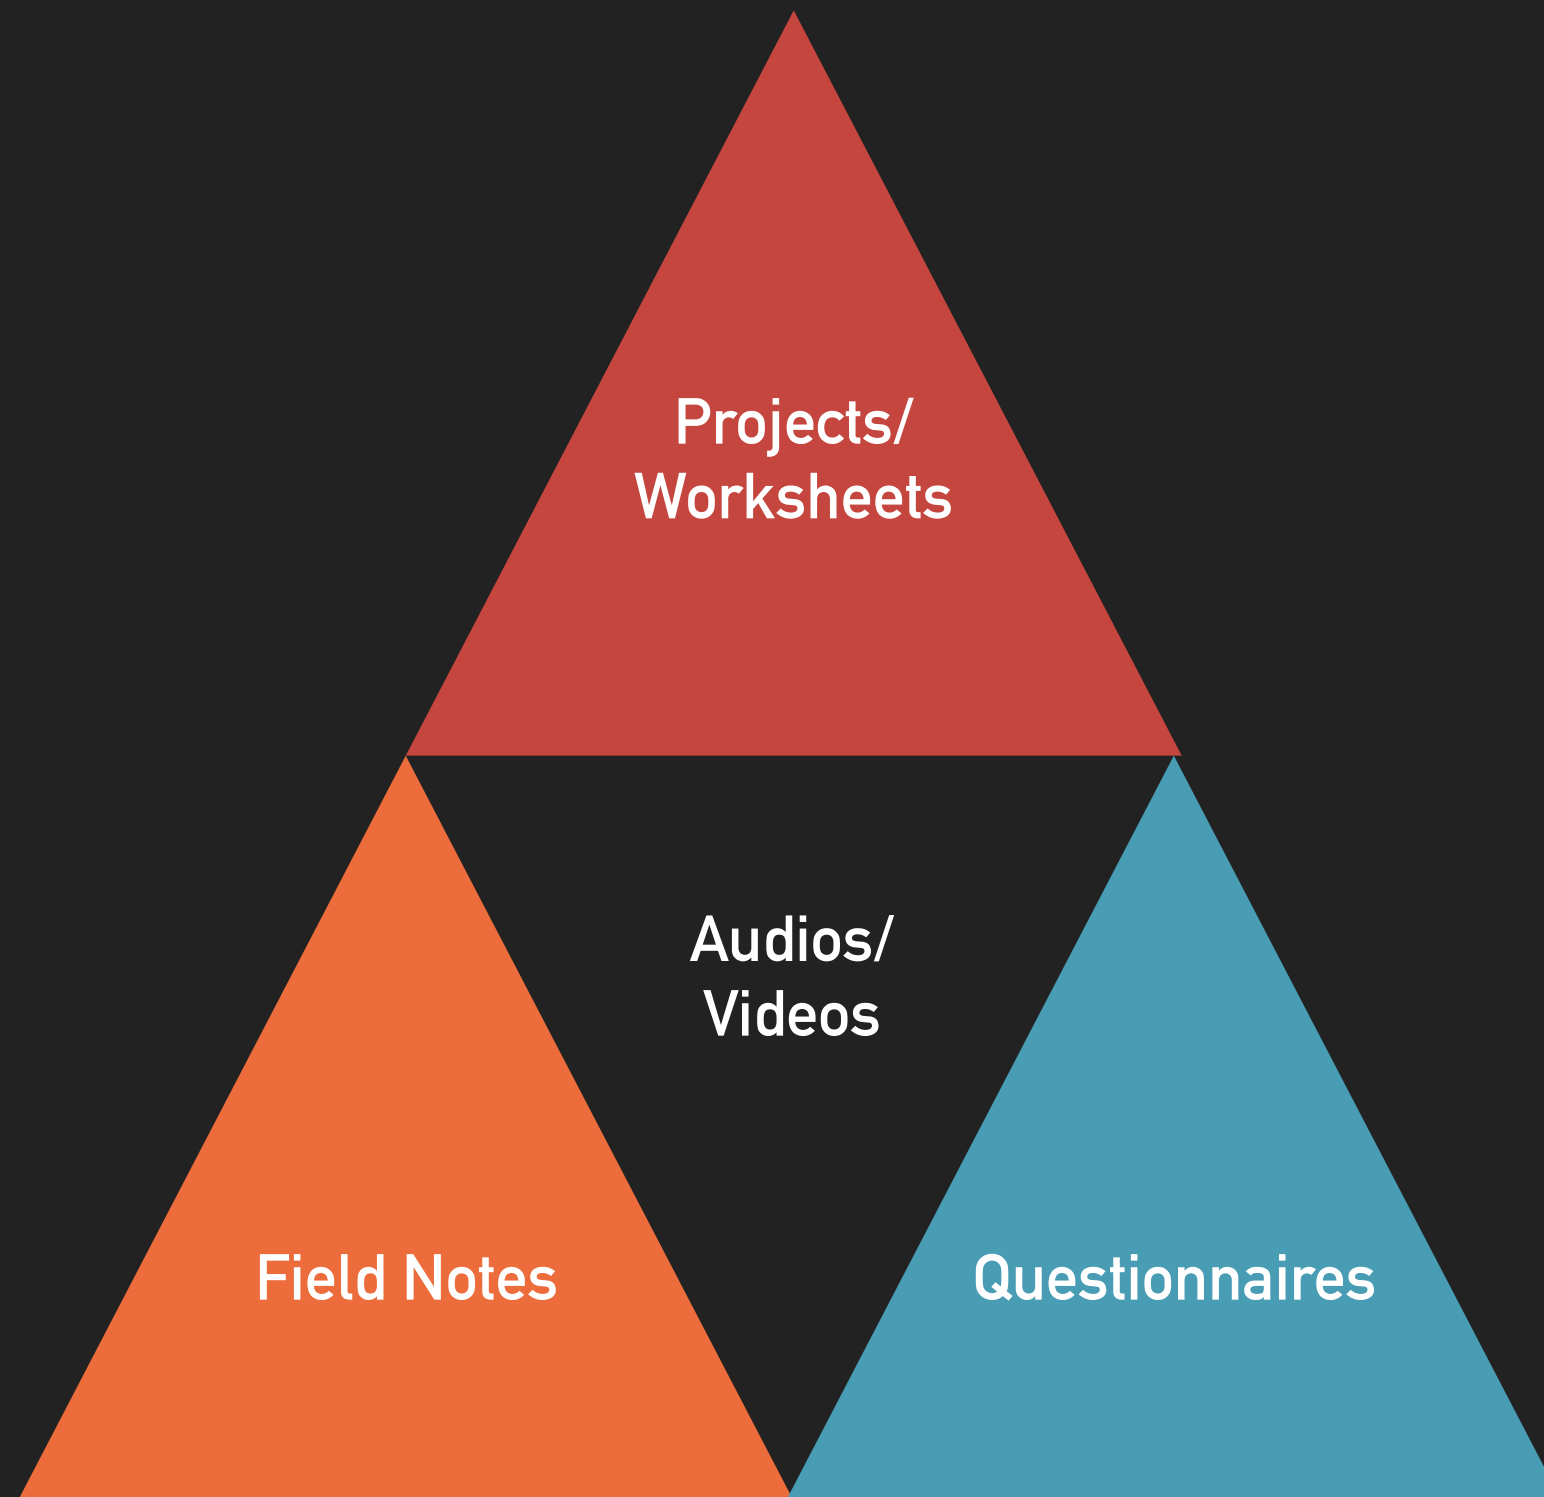 Projects/
Worksheets
Audios/
Videos
Field Notes
Questionnaires